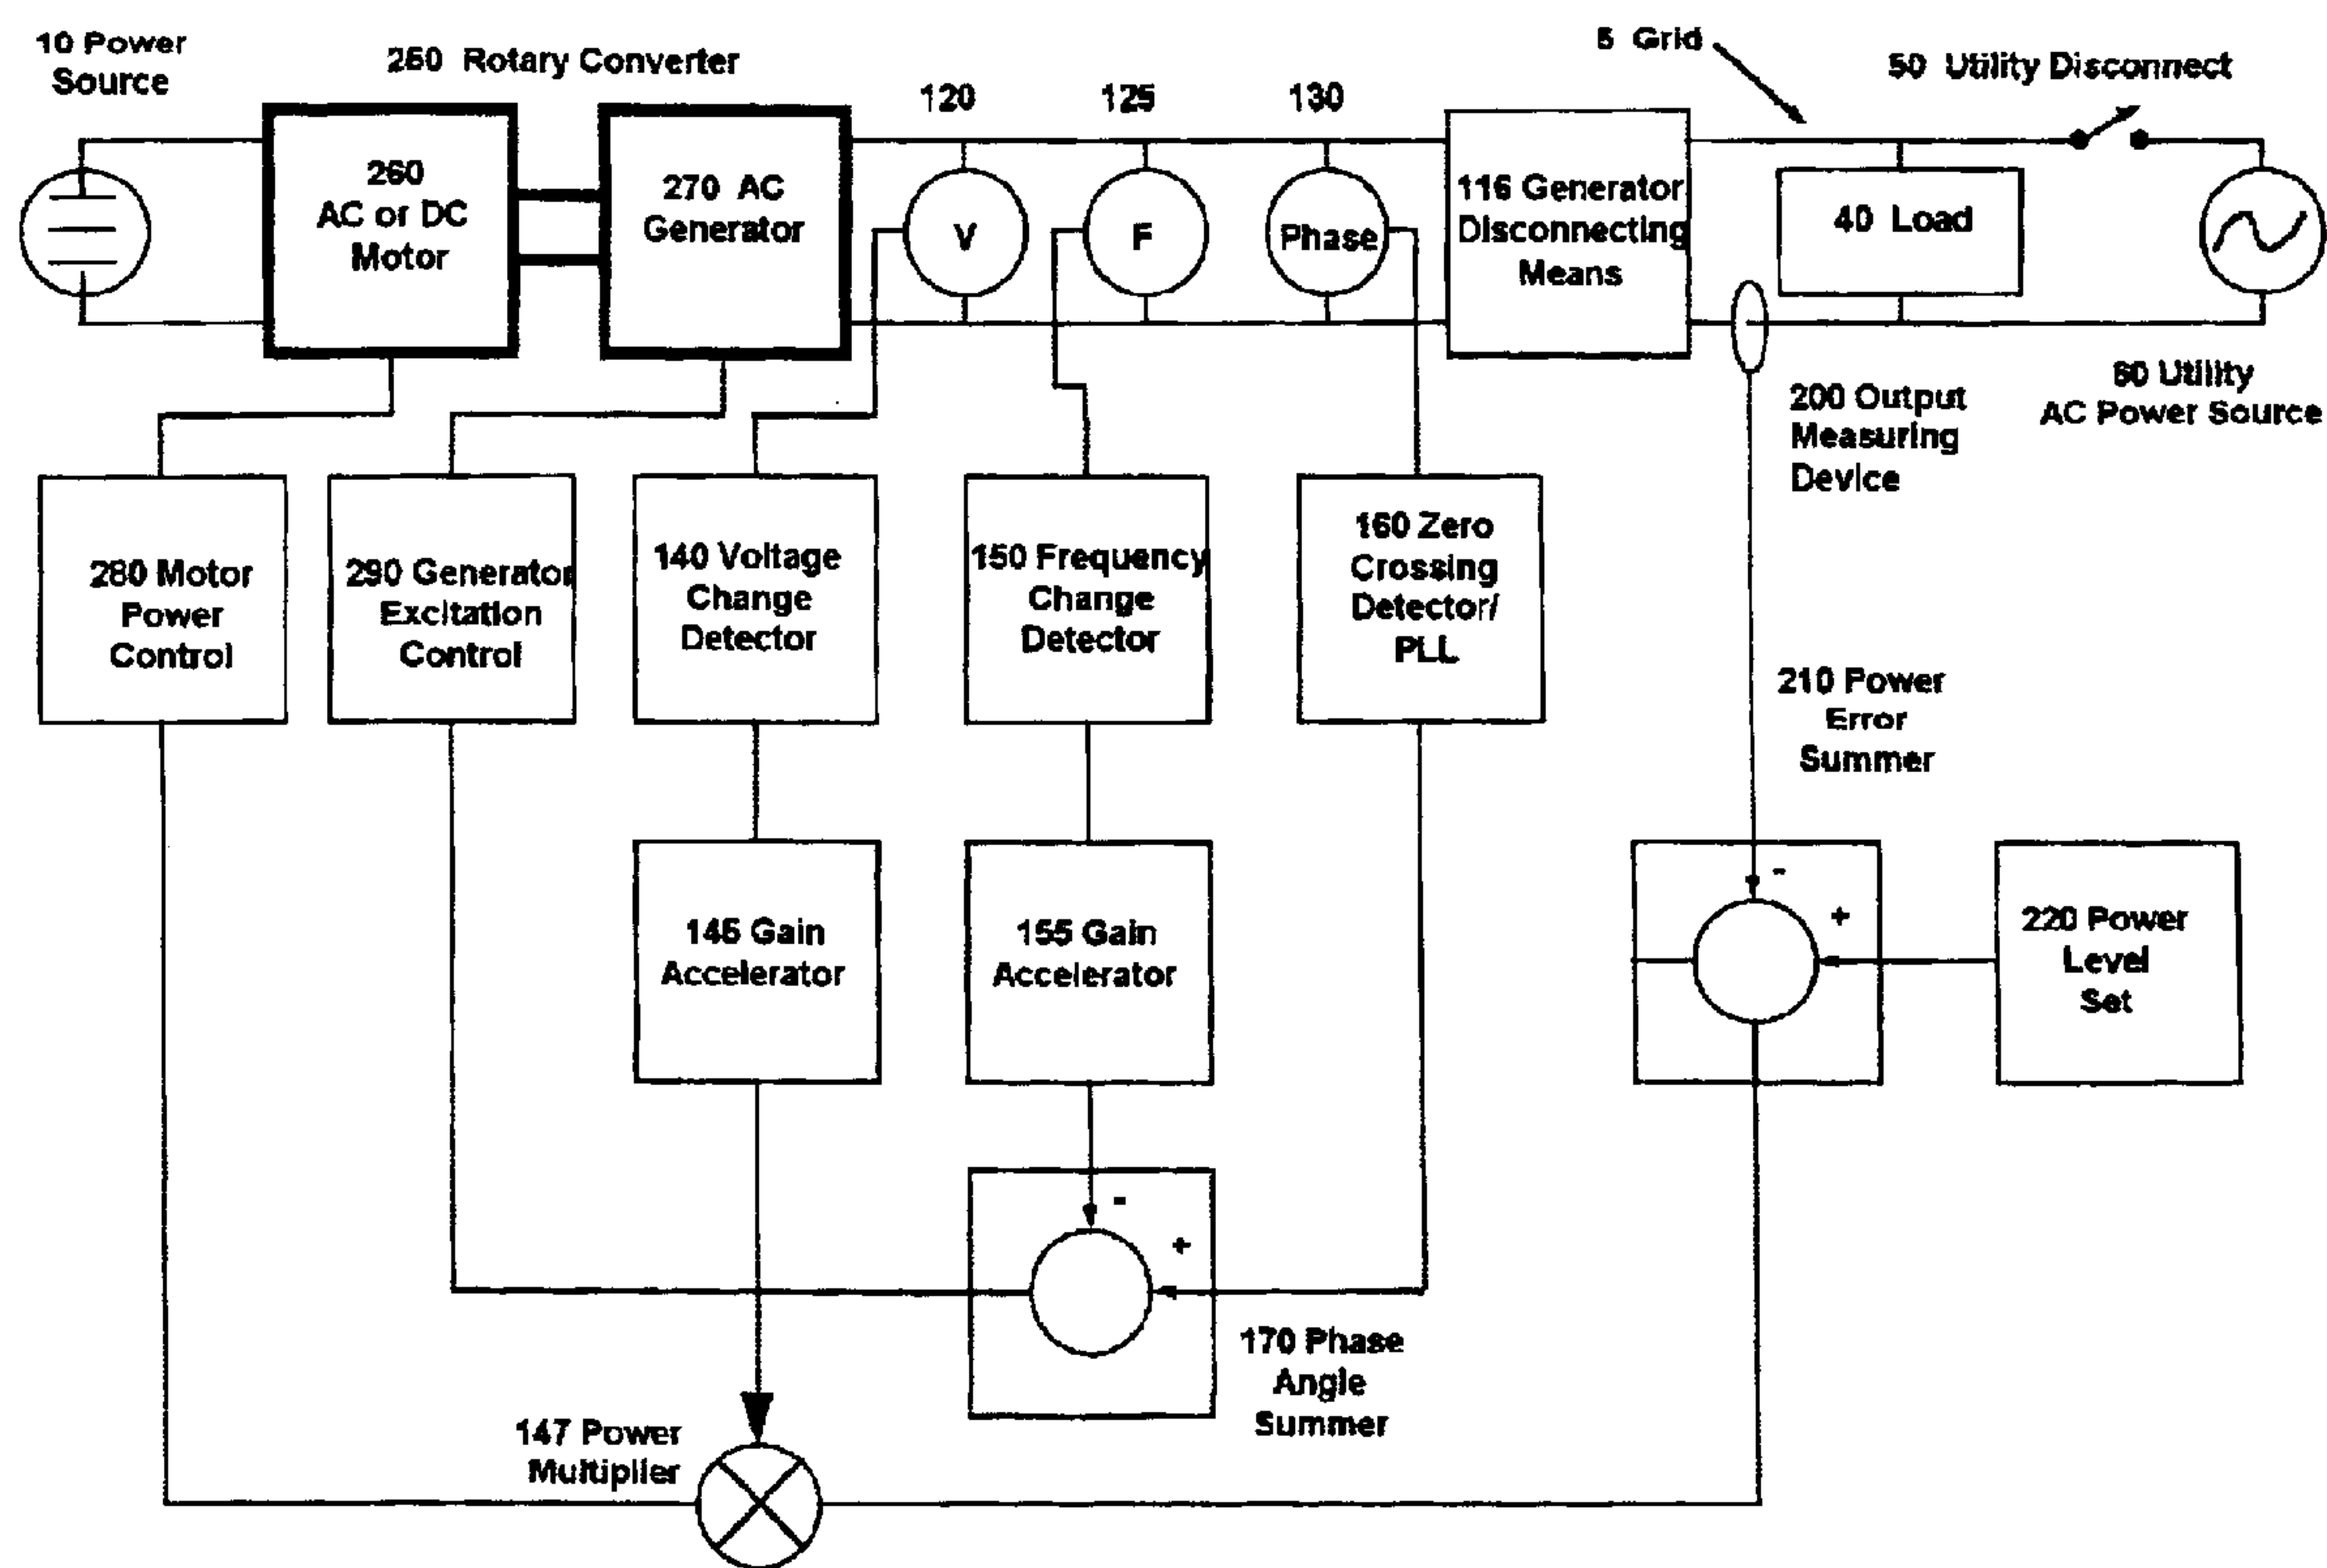 10 Power
Source
250 Rotary Converter
120
125
130
5 Grid
50 Utility Disconnect
260
AC or DC
Motor
270 AC
Generator
V
F
Phase
116 Generator
Disconnecting
Means
40 Load
60 Utility
AC Power Source
200 Output
Measuring
Device
280 Motor
Power
Control
290 Generator
Excitation
Control
140 Voltage
Change
Detector
150 Frequency
Change
Detector
160 Zero
Crossing
Detector/
PLL
210 Power
Error
Summer
145 Gain
Accelerator
155 Gain
Accelerator
-
+
220 Power
Level
Set
-
+
170 Phase
Angle
Summer
147 Power
Multiplier